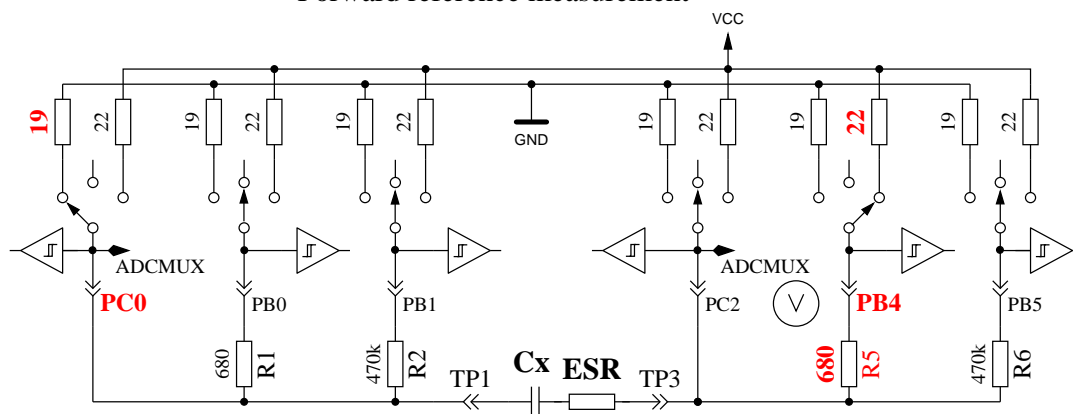 VCC
19
22
19
22
19
22
GND
19
22
19
22
19
22
ADCMUX
ADCMUX
PC0
PB0
PB1
PC2
V
PB4
PB5
680
R1
470k
R2
TP1
Cx
ESR
TP3
680
R5
470k
R6